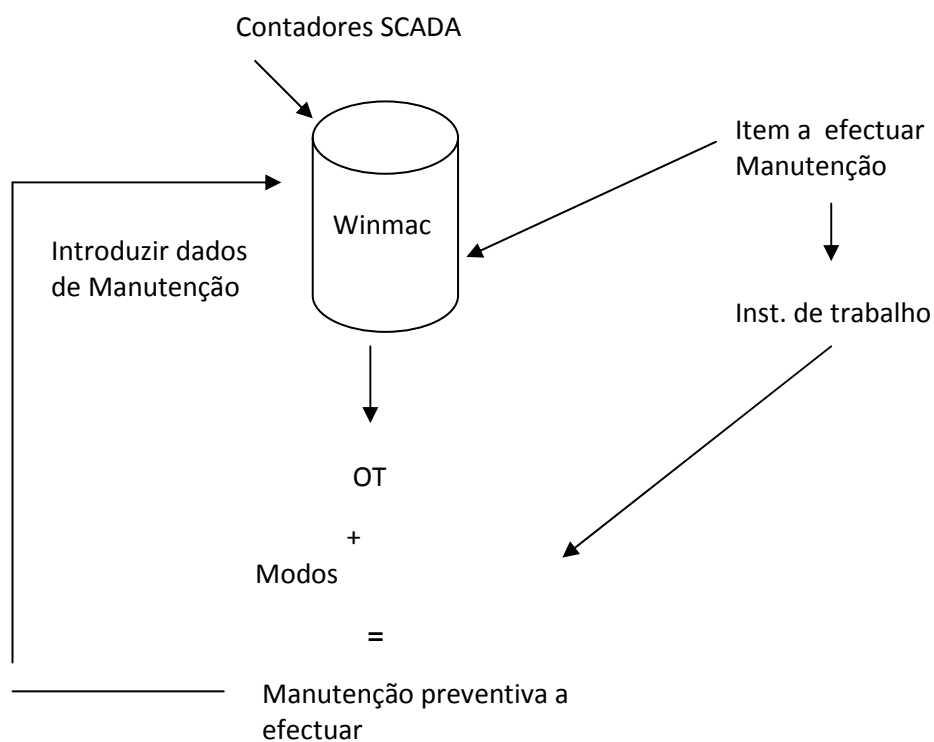 Contadores SCADA
Item a efectuar
Manutenção
Winmac
Introduzir dados
de Manutenção
Inst. de trabalho
OT
+
Modos
=
Manutenção preventiva a
efectuar